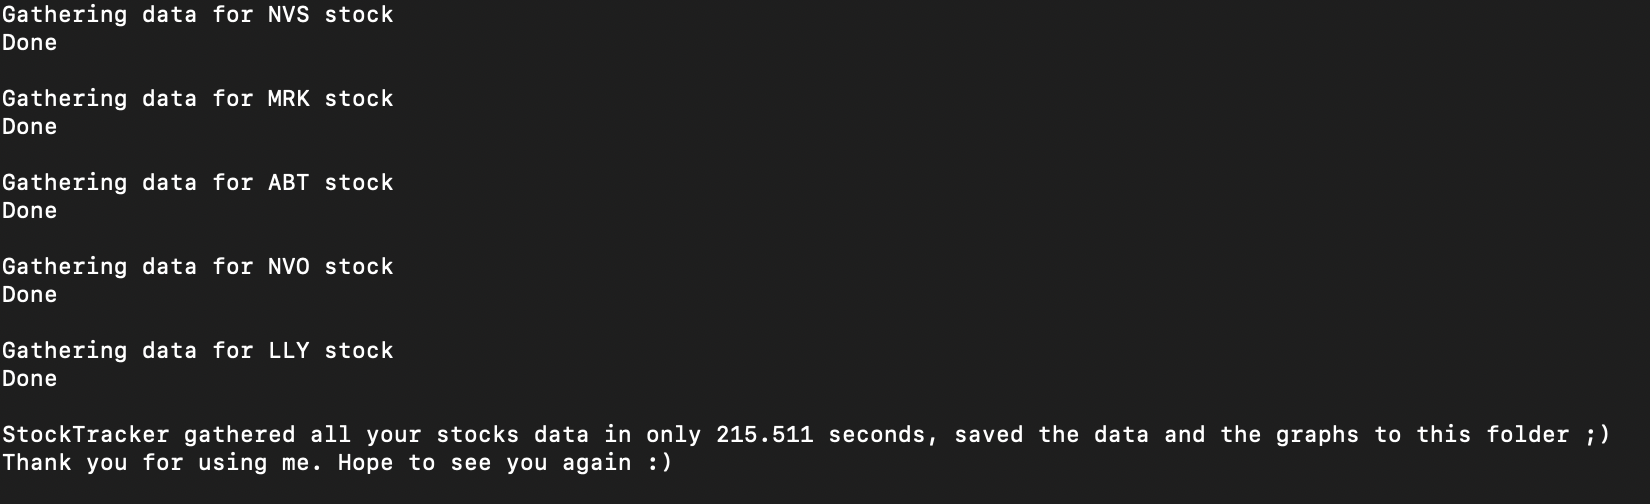 Gathering data for NVS stock
Done
Gathering data for MRK stock
Done
Gathering data for ABT stock
Done
Gathering data for NVO stock
Done
Gathering data for LLY stock
Done
StockTracker gathered all your stocks data in only 215.511 seconds, saved the data and the graphs to this folder ;)
Thank you for using me. Hope to see you again :)